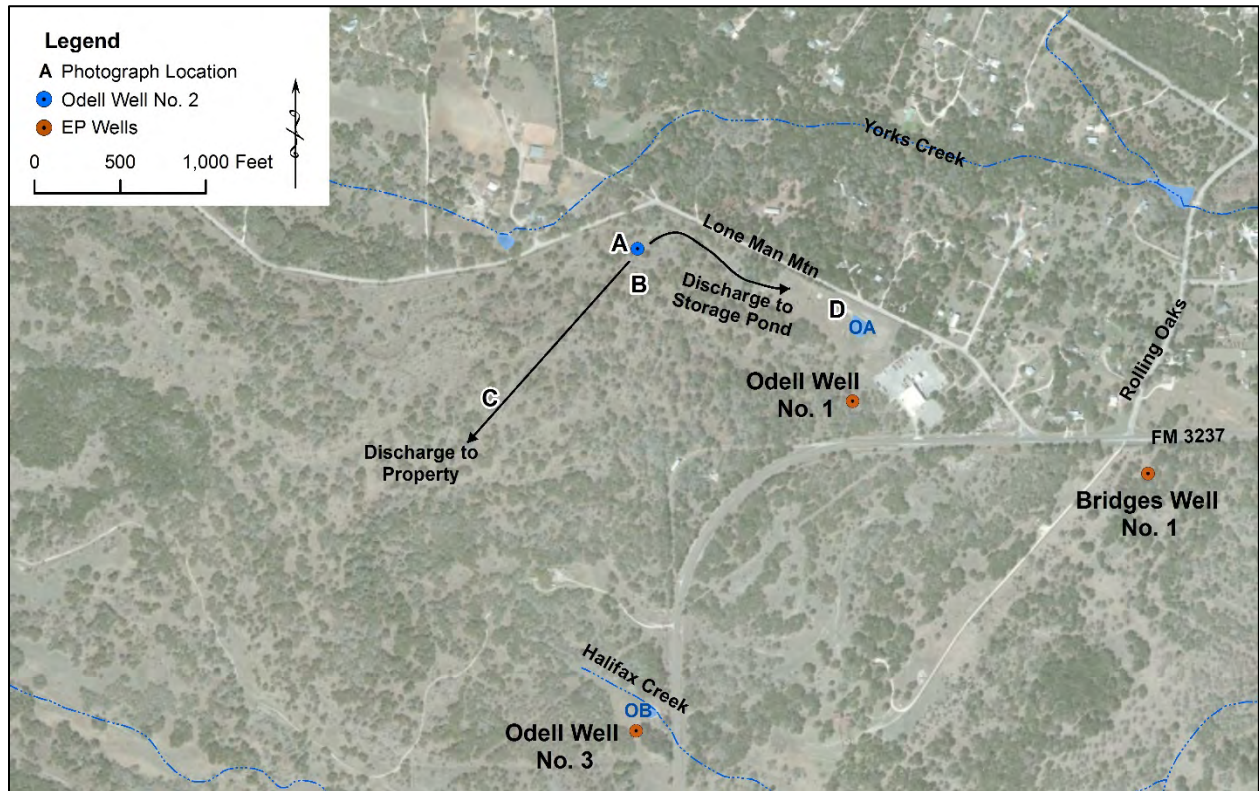 Legend
A Photograph Location
Odell Well No. 2
EP Wells
0 500 1,000 Feet
Yorks Creek
Lone Man Mtn
A
B
Discharge to
Storage Pond
D
OA
Rolling Oaks
Odell Well
No. 1
C
FM 3237
Discharge to
Property
Bridges Well
No. 1
Halifax Creek
OB
Odell Well
No. 3